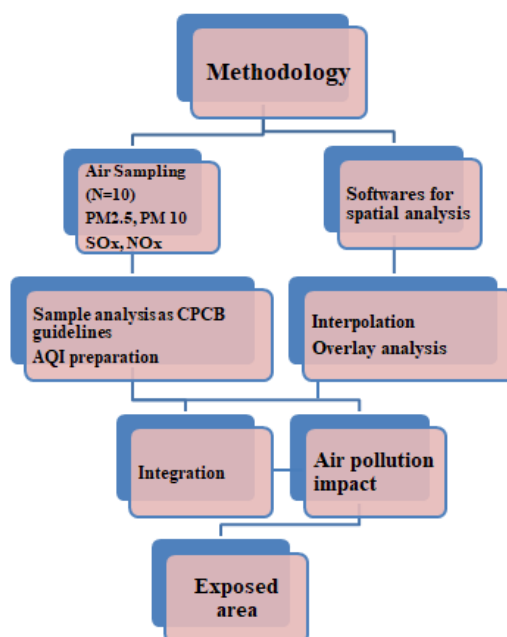 Methodology
Air Sampling
(N=10)
PM2.5, PM 10
SOx, NOx
Softwares for
spatial analysis
Sample analysis as CPCB
guidelines
AQI preparation
Interpolation
Overlay analysis
Integration
Air pollution
impact
Exposed
area